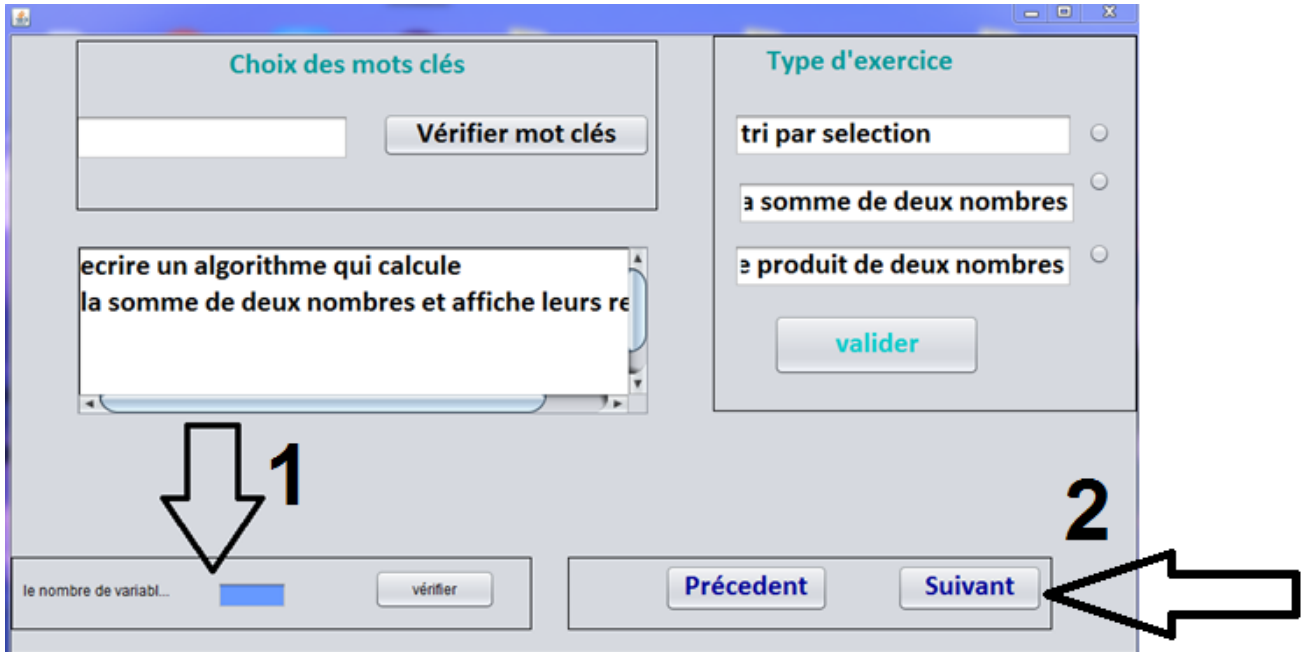 Choix des mots clés
Vérifier mot clés
ecrire un algorithme qui calcule
la somme de deux nombres et affiche leurs re
Type d'exercice
tri par selection
a somme de deux nombres
e produit de deux nombres
valider
1
2
le nombre de variabl...
vérifier
Précedent
Suivant